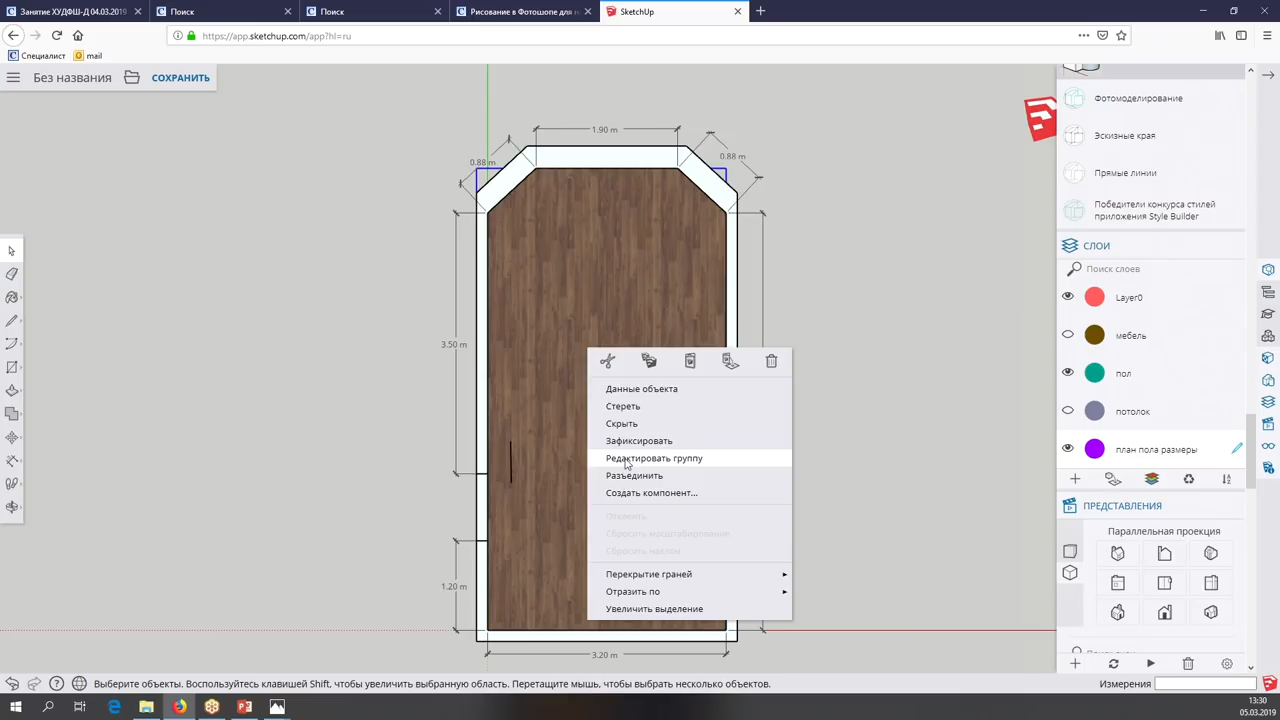 Занятие ХУДФШ-Д 04.03.2019
Поиск
Поиск
Рисование в Фотошопе для н
SketchUp
https://app.sketchup.com/app?hl=ru
Специалист
mail
Без названия
СОХРАНИТЬ
1.90 m
0.88 m
0.88 m
3.50 m
1.20 m
3.20 m
Данные объекта
Стереть
Скрыть
Зафиксировать
Редактировать группу
Разъединить
Создать компонент...
Отклеить
Сбросить масштабирование
Сбросить наклон
Перекрытие граней
Отразить по
Увеличить выделение
Фотомоделирование
Эскизные края
Прямые линии
Победители конкурса стилей
приложения Style Builder
СЛОИ
Поиск слоев
Layer0
мебель
пол
потолок
план пола размеры
ПРЕДСТАВЛЕНИЯ
Параллельная проекция
Выберите объекты. Воспользуйтесь клавишей Shift, чтобы увеличить выбранную область. Перетащите мышь, чтобы выбрать несколько объектов.
Измерения
13:30
05.03.2019